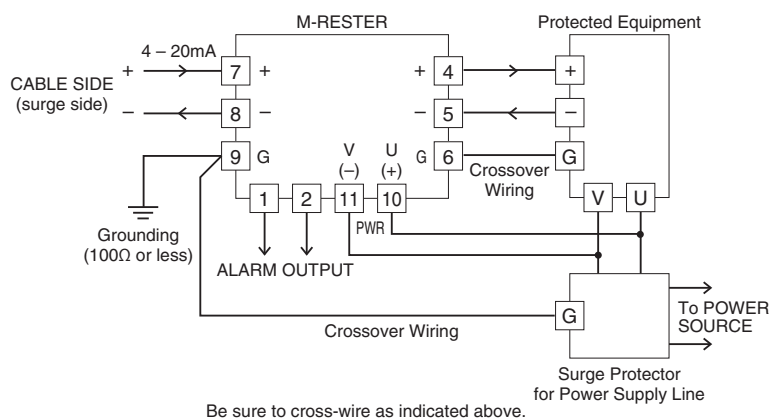 M-RESTER
Protected Equipment
4 – 20mA
CABLE SIDE
(surge side)
+
–
7
+
8
–
9
G
+
4
–
5
G
6
+
–
G
Crossover
Wiring
V
(–)
U
(+)
1
2
11
10
PWR
V
U
Grounding
(100Ω or less)
ALARM OUTPUT
G
To POWER
SOURCE
Crossover Wiring
Surge Protector
for Power Supply Line
Be sure to cross-wire as indicated above.